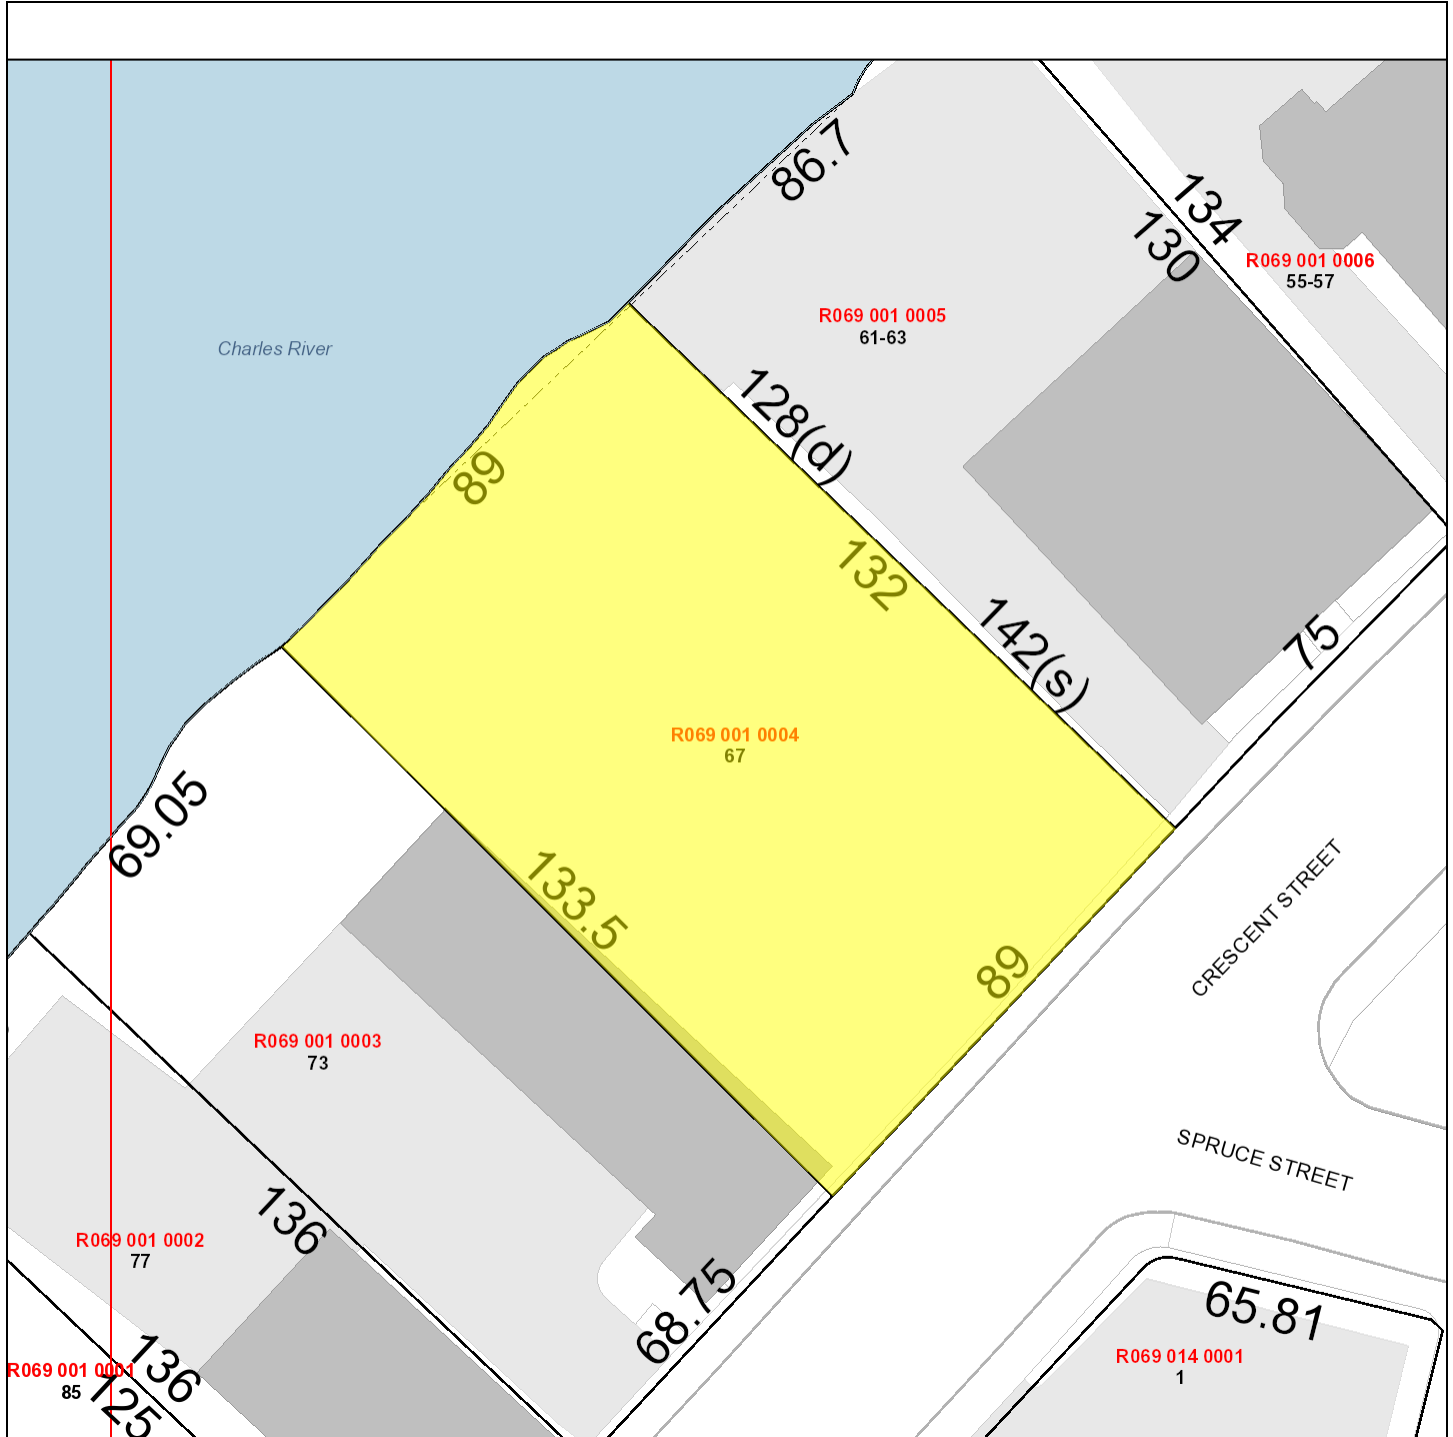 86.7
134
130
R069 001 0006
55-57
R069 001 0005
61-63
Charles River
128(d)
89
132
142(s)
75
R069 001 0004
67
69.05
133.5
CRESCENT STREET
89
R069 001 0003
73
SPRUCE STREET
136
R069 001 0002
77
68.75
65.81
R069 014 0001
1
136
R069 001 0001
85
125